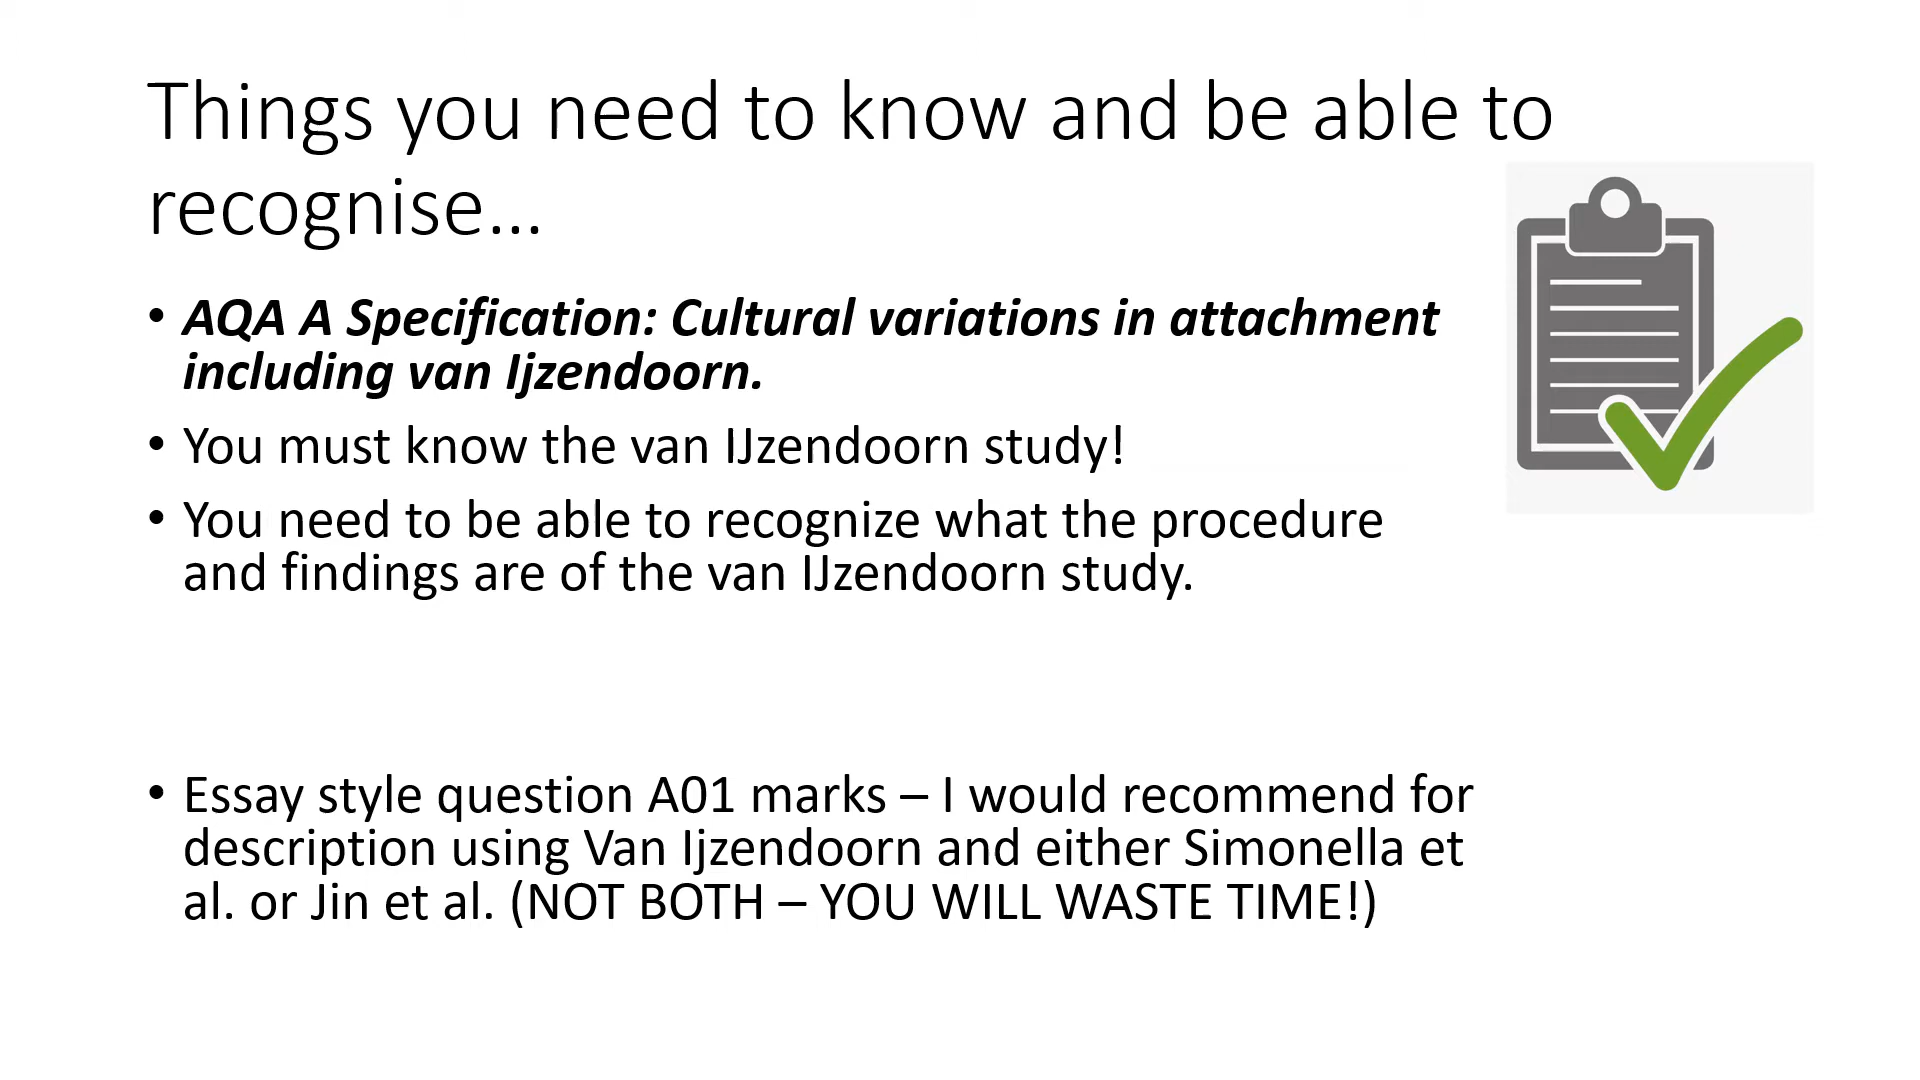 Things you need to know and be able to
recognise…
• AQA A Specification: Cultural variations in attachment
including van Ijzendoorn.
• You must know the van IJzendoorn study!
• You need to be able to recognize what the procedure
and findings are of the van IJzendoorn study.
• Essay style question A01 marks – I would recommend for
description using Van Ijzendoorn and either Simonella et
al. or Jin et al. (NOT BOTH – YOU WILL WASTE TIME!)